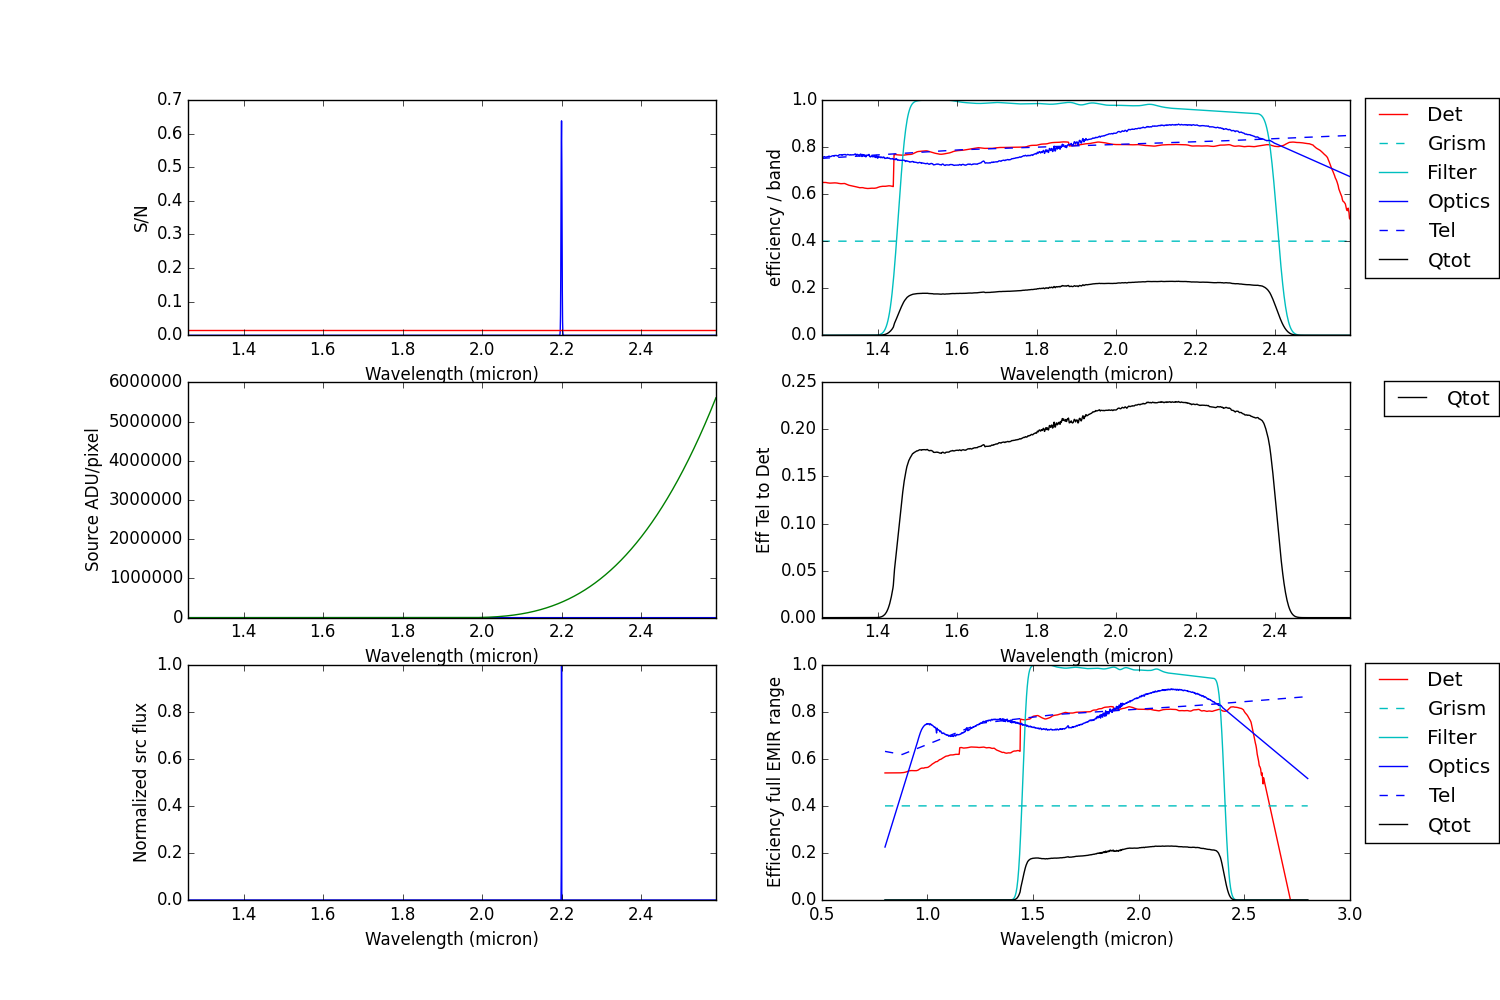 0.7
0.6
0.5
0.4
0.3
0.2
0.1
0.0
S/N
1.4 1.6 1.8 2.0 2.2 2.4
Wavelength (micron)
1.0
0.8
0.6
0.4
0.2
0.0
efficiency / band
1.4 1.6 1.8 2.0 2.2 2.4
Wavelength (micron)
Det
Grism
Filter
Optics
Tel
Qtot
6000000
5000000
4000000
3000000
2000000
1000000
0
Source ADU/pixel
1.4 1.6 1.8 2.0 2.2 2.4
Wavelength (micron)
0.25
0.20
0.15
0.10
0.05
0.00
Eff Tel to Det
1.4 1.6 1.8 2.0 2.2 2.4
Wavelength (micron)
Qtot
1.0
0.8
0.6
0.4
0.2
0.0
Normalized src flux
1.4 1.6 1.8 2.0 2.2 2.4
Wavelength (micron)
1.0
0.8
0.6
0.4
0.2
0.0
Efficiency full EMIR range
0.5 1.0 1.5 2.0 2.5 3.0
Wavelength (micron)
Det
Grism
Filter
Optics
Tel
Qtot